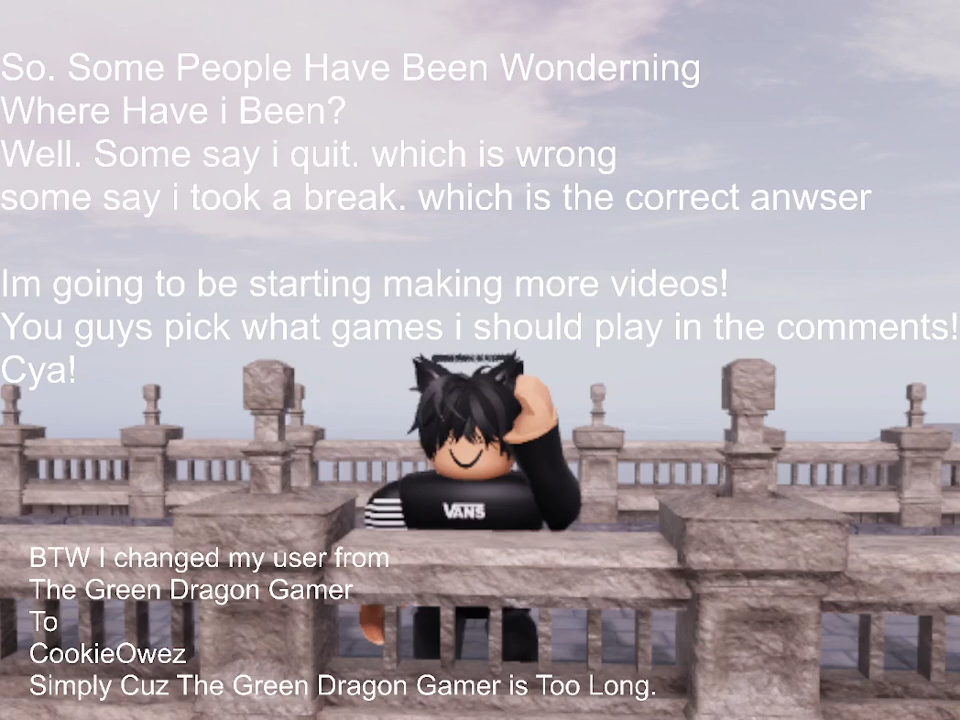 So. Some People Have Been Wonderning
Where Have i Been?
Well. Some say i quit. which is wrong
some say i took a break. which is the correct anwser
Im going to be starting making more videos!
You guys pick what games i should play in the comments!
Cya!
VANS
BTW I changed my user from
The Green Dragon Gamer
To
CookieOwez
Simply Cuz The Green Dragon Gamer is Too Long.